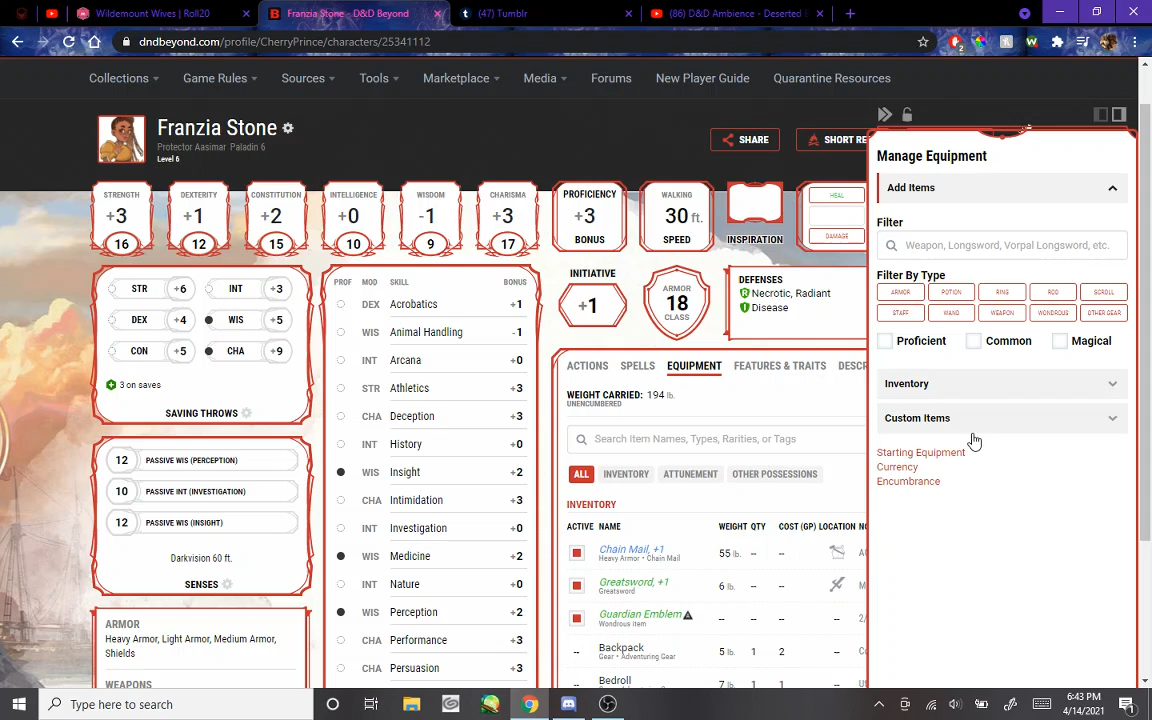 Wildemount Wives | Roll20
Franzia Stone - D&D Beyond
(47) Tumblr
(86) D&D Ambience - Deserted
dndbeyond.com/profile/CherryPrince/characters/25341112
2
Collections
Game Rules
Sources
Tools
Marketplace
Media
Forums
New Player Guide
Quarantine Resources
Franzia Stone
Protector Aasimar Paladin 6
Level 6
SHARE
SHORT RE
STRENGTH
+3
16
DEXTERITY
+1
12
CONSTITUTION
+2
15
INTELLIGENCE
+0
10
WISDOM
-1
9
CHARISMA
+3
17
PROFICIENCY
+3
BONUS
WALKING
30 ft.
SPEED
INSPIRATION
HEAL
DAMAGE
STR +6
INT +3
DEX +4
WIS +5
CON +5
CHA +9
3 on saves
SAVING THROWS
12 PASSIVE WIS (PERCEPTION)
10 PASSIVE INT (INVESTIGATION)
12 PASSIVE WIS (INSIGHT)
Darkvision 60 ft.
SENSES
ARMOR
Heavy Armor, Light Armor, Medium Armor,
Shields
WEAPONS
PROF MOD SKILL BONUS
DEX Acrobatics +1
WIS Animal Handling -1
INT Arcana +0
STR Athletics +3
CHA Deception +3
INT History +0
WIS Insight +2
CHA Intimidation +3
INT Investigation +0
WIS Medicine +2
INT Nature +0
WIS Perception +2
CHA Performance +3
CHA Persuasion +3
INITIATIVE
+1
ARMOR
18
CLASS
DEFENSES
Necrotic, Radiant
Disease
ACTIONS
SPELLS
EQUIPMENT
FEATURES & TRAITS
DESCR
WEIGHT CARRIED: 194 lb.
UNENCUMBERED
Search Item Names, Types, Rarities, or Tags
ALL
INVENTORY
ATTUNEMENT
OTHER POSSESSIONS
INVENTORY
ACTIVE NAME WEIGHT QTY COST (GP) LOCATION NO
Chain Mail, +1 55 lb. -- --
Heavy Armor • Chain Mail
Greatsword, +1 6 lb. -- --
Greatsword
Guardian Emblem -- -- -- 2/
Wondrous item
-- Backpack 5 lb. 1 2
Gear • Adventuring Gear
-- Bedroll 7 lb. 1 1
Manage Equipment
Add Items
Filter
Weapon, Longsword, Vorpal Longsword, etc.
Filter By Type
ARMOR
POTION
RING
ROD
SCROLL
STAFF
WAND
WEAPON
WONDROUS
OTHER GEAR
Proficient
Common
Magical
Inventory
Custom Items
Starting Equipment
Currency
Encumbrance
Type here to search
6:43 PM
4/14/2021
1